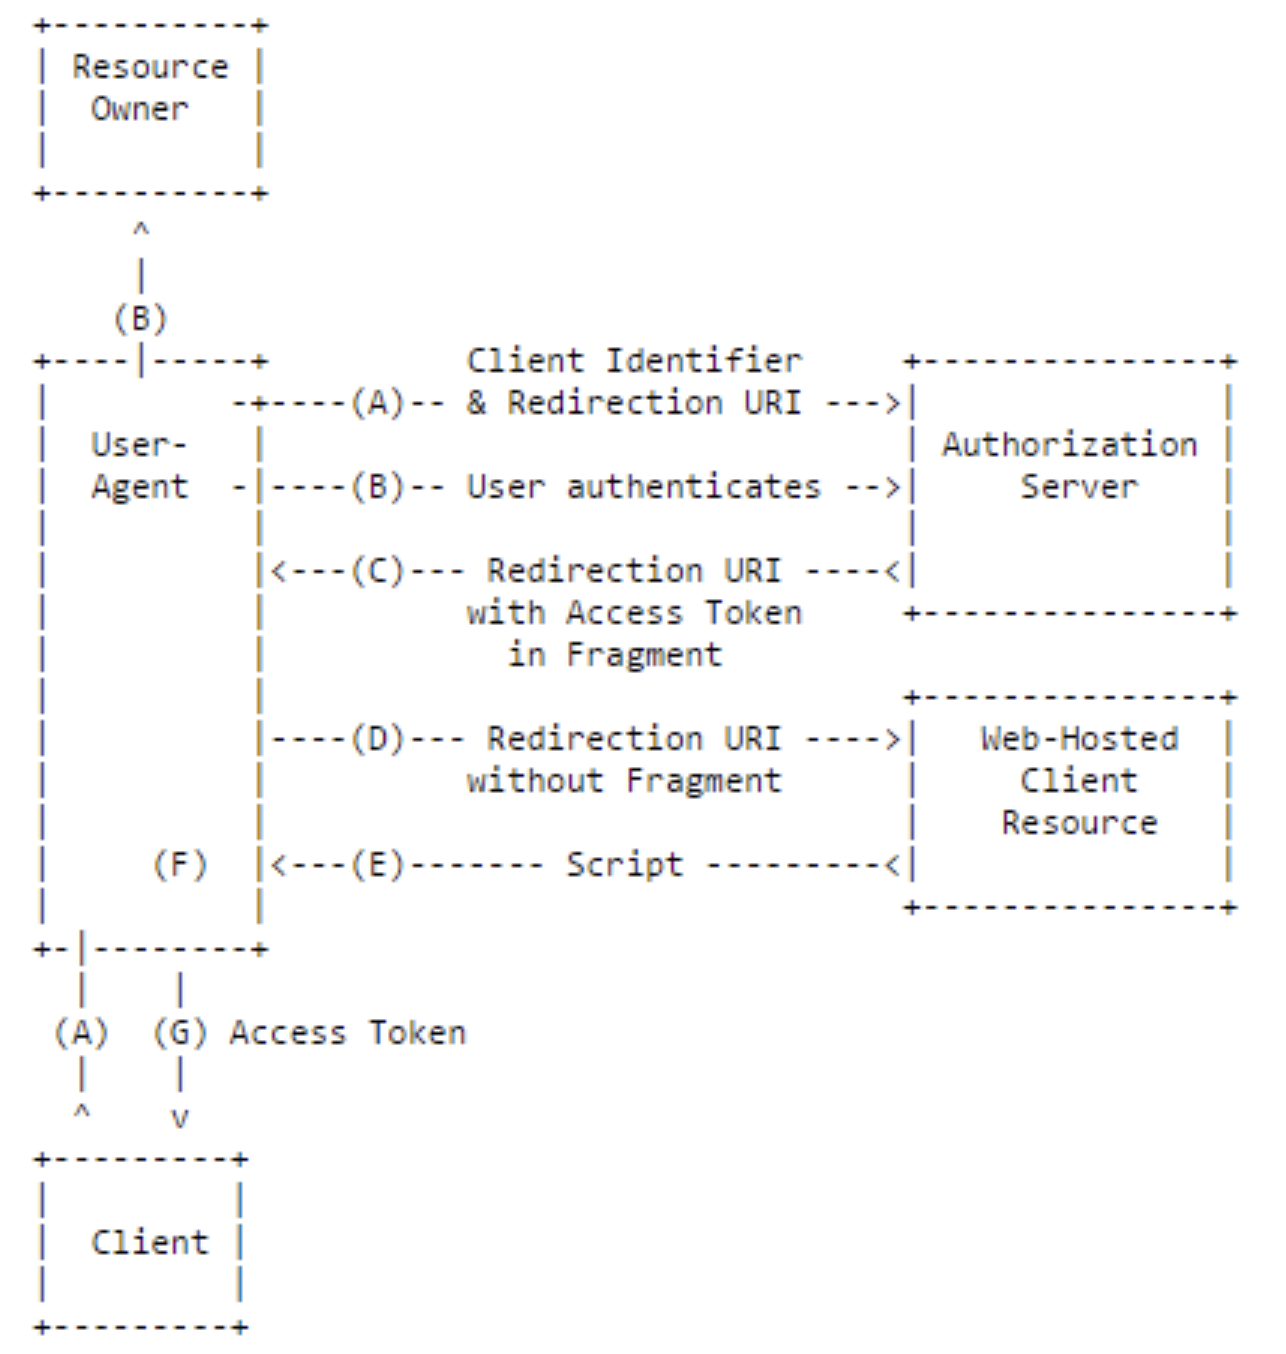 +----------+
| Resource |
|  Owner   |
|          |
+----------+
     ^
     |
    (B)
+----|-----+          Client Identifier     +---------------+
|         -+----(A)-- & Redirection URI --->|               |
|  User-   |                                | Authorization |
|  Agent  -|----(B)-- User authenticates -->|     Server    |
|          |                                |               |
|          |<---(C)--- Redirection URI ----<|               |
|          |          with Access Token     +---------------+
|          |            in Fragment
|          |                                +---------------+
|          |----(D)--- Redirection URI ---->|   Web-Hosted  |
|          |          without Fragment      |     Client    |
|          |                                |    Resource   |
|     (F)  |<---(E)------- Script ---------<|               |
|          |                                +---------------+
+-|--------+
  |    |
 (A)  (G) Access Token
  |    |
  ^    v
+---------+
|         |
|  Client |
|         |
+---------+